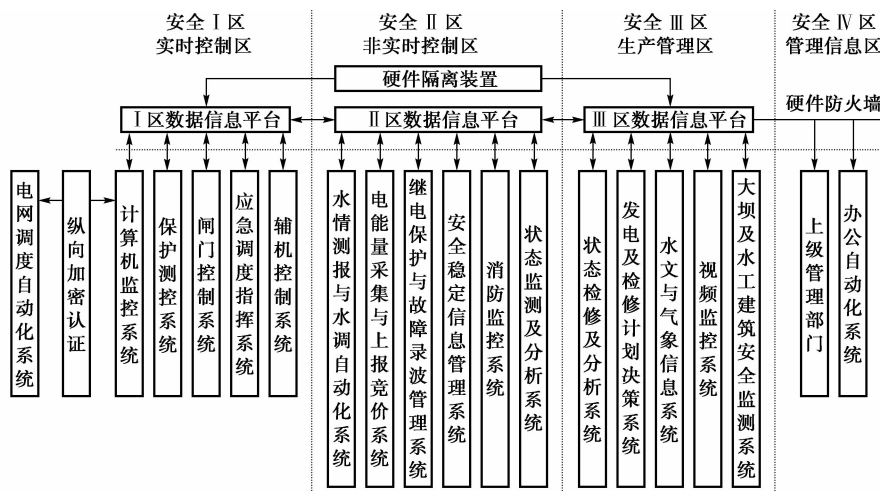 安全Ⅰ区
实时控制区
安全Ⅱ区
非实时控制区
安全Ⅲ区
生产管理区
安全Ⅳ区
管理信息区
硬件隔离装置
硬件防火墙
Ⅰ区数据信息平台
Ⅱ区数据信息平台
Ⅲ区数据信息平台
电网调度自动化系统
纵向加密认证
计算机监控系统
保护测控系统
闸门控制系统
应急调度指挥系统
辅机控制系统
水情测报与水调自动化系统
电能量采集与上报竞价系统
继电保护与故障录波管理系统
安全稳定信息管理系统
消防监控系统
状态监测及分析系统
状态检修及分析系统
发电及检修计划决策系统
水文与气象信息系统
视频监控系统
大坝及水工建筑安全监测系统
上级管理部门
办公自动化系统